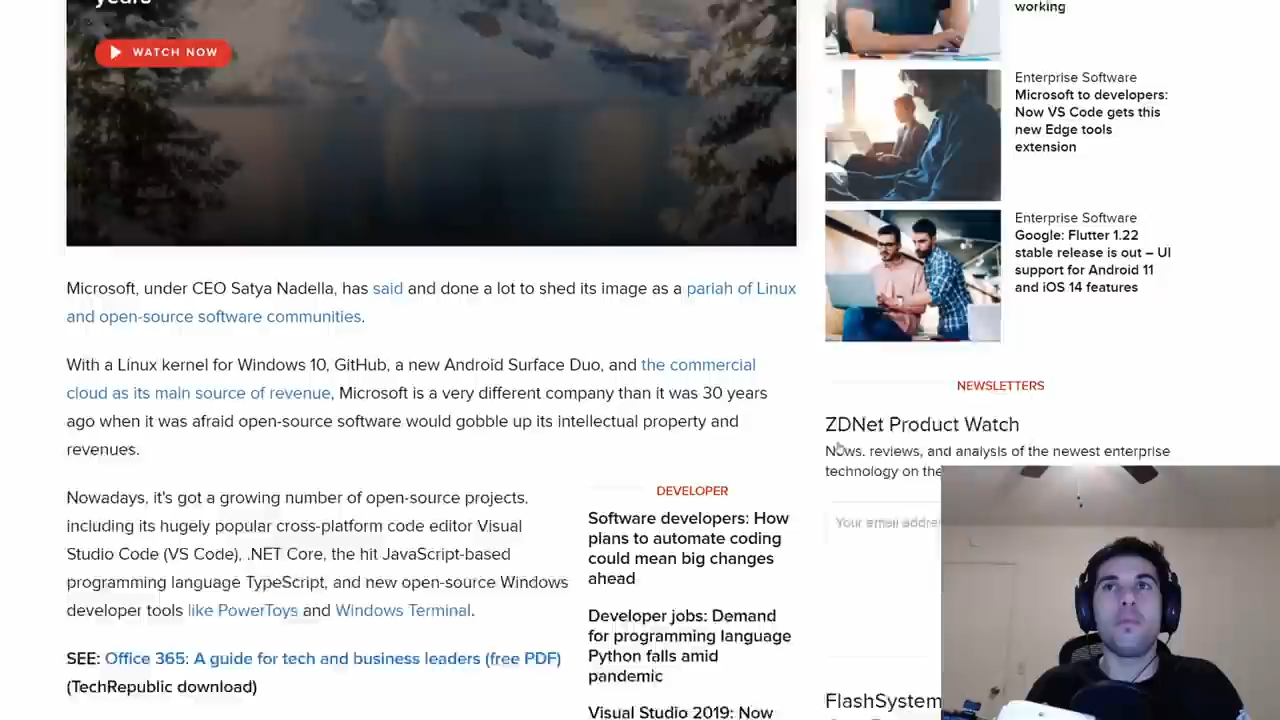 years
WATCH NOW
Microsoft, under CEO Satya Nadella, has said and done a lot to shed its image as a pariah of Linux
and open-source software communities.
With a Linux kernel for Windows 10, GitHub, a new Android Surface Duo, and the commercial
cloud as its main source of revenue, Microsoft is a very different company than it was 30 years
ago when it was afraid open-source software would gobble up its intellectual property and
revenues.
Nowadays, it's got a growing number of open-source projects,
including its hugely popular cross-platform code editor Visual
Studio Code (VS Code), .NET Core, the hit JavaScript-based
programming language TypeScript, and new open-source Windows
developer tools like PowerToys and Windows Terminal.
SEE: Office 365: A guide for tech and business leaders (free PDF)
(TechRepublic download)
DEVELOPER
Software developers: How
plans to automate coding
could mean big changes
ahead
Developer jobs: Demand
for programming language
Python falls amid
pandemic
Visual Studio 2019: Now
working
Enterprise Software
Microsoft to developers:
Now VS Code gets this
new Edge tools
extension
Enterprise Software
Google: Flutter 1.22
stable release is out – UI
support for Android 11
and iOS 14 features
NEWSLETTERS
ZDNet Product Watch
News, reviews, and analysis of the newest enterprise
technology on the
Your email addre
FlashSystem